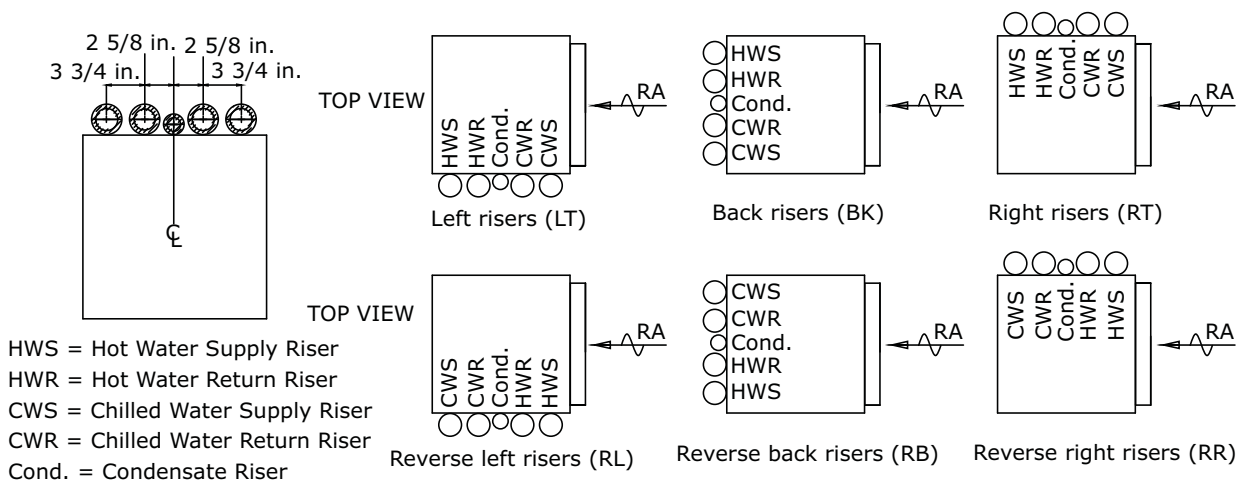 2 5/8 in. 2 5/8 in.
3 3/4 in. 3 3/4 in.
℄
HWS = Hot Water Supply Riser
HWR = Hot Water Return Riser
CWS = Chilled Water Supply Riser
CWR = Chilled Water Return Riser
Cond. = Condensate Riser
TOP VIEW
HWS
HWR
Cond.
CWR
CWS
RA
Left risers (LT)
HWS
HWR
Cond.
CWR
CWS
RA
Back risers (BK)
HWS
HWR
Cond.
CWR
CWS
RA
Right risers (RT)
TOP VIEW
CWS
CWR
Cond.
HWR
HWS
RA
Reverse left risers (RL)
CWS
CWR
Cond.
HWR
HWS
RA
Reverse back risers (RB)
CWS
CWR
Cond.
HWR
HWS
RA
Reverse right risers (RR)